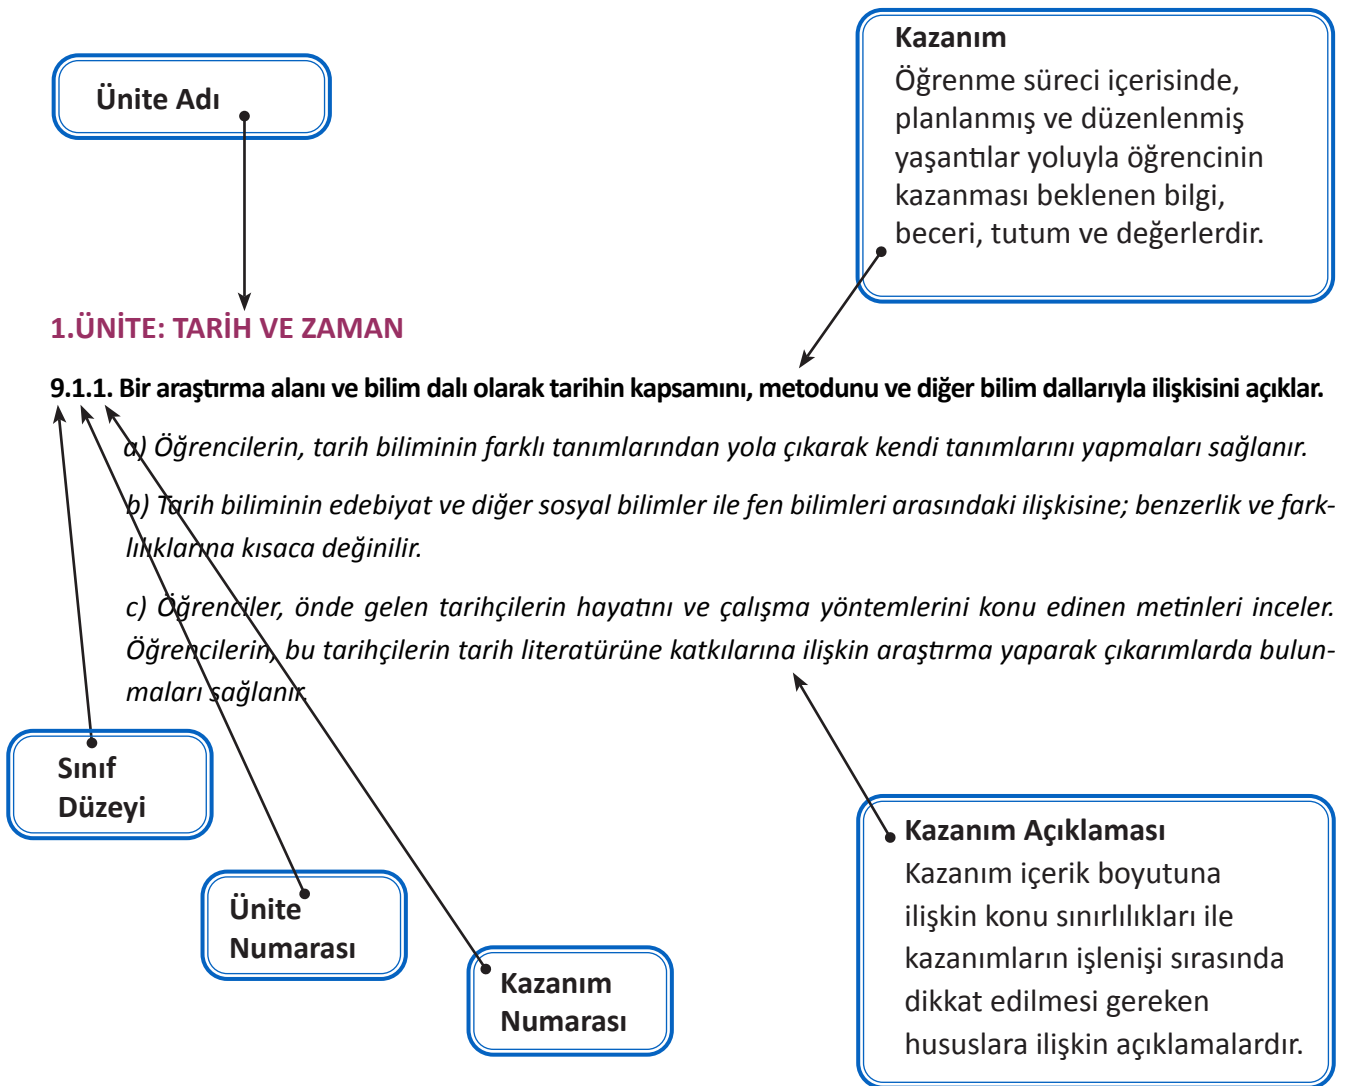 Kazanım
Öğrenme süreci içerisinde,
planlanmış ve düzenlenmiş
yaşantılar yoluyla öğrencinin
kazanması beklenen bilgi,
beceri, tutum ve değerlerdir.
Ünite Adı
1.ÜNİTE: TARİH VE ZAMAN
9.1.1. Bir araştırma alanı ve bilim dalı olarak tarihin kapsamını, metodunu ve diğer bilim dallarıyla ilişkisini açıklar.
a) Öğrencilerin, tarih biliminin farklı tanımlarından yola çıkarak kendi tanımlarını yapmaları sağlanır.
b) Tarih biliminin edebiyat ve diğer sosyal bilimler ile fen bilimleri arasındaki ilişkisine; benzerlik ve fark-
lılıklarına kısaca değinilir.
c) Öğrenciler, önde gelen tarihçilerin hayatını ve çalışma yöntemlerini konu edinen metinleri inceler.
Öğrencilerin, bu tarihçilerin tarih literatürüne katkılarına ilişkin araştırma yaparak çıkarımlarda bulun-
maları sağlanır.
Sınıf
Düzeyi
Ünite
Numarası
Kazanım
Numarası
Kazanım Açıklaması
Kazanım içerik boyutuna
ilişkin konu sınırlılıkları ile
kazanımların işlenişi sırasında
dikkat edilmesi gereken
hususlara ilişkin açıklamalardır.